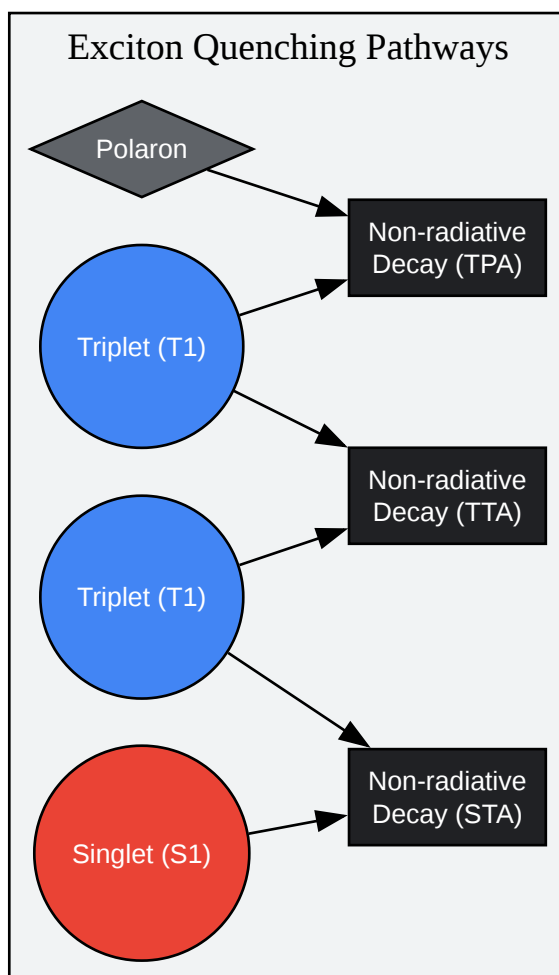 Exciton Quenching Pathways
Polaron
Non-radiative
Decay (TPA)
Triplet (T1)
Non-radiative
Decay (TTA)
Triplet (T1)
Non-radiative
Decay (STA)
Singlet (S1)